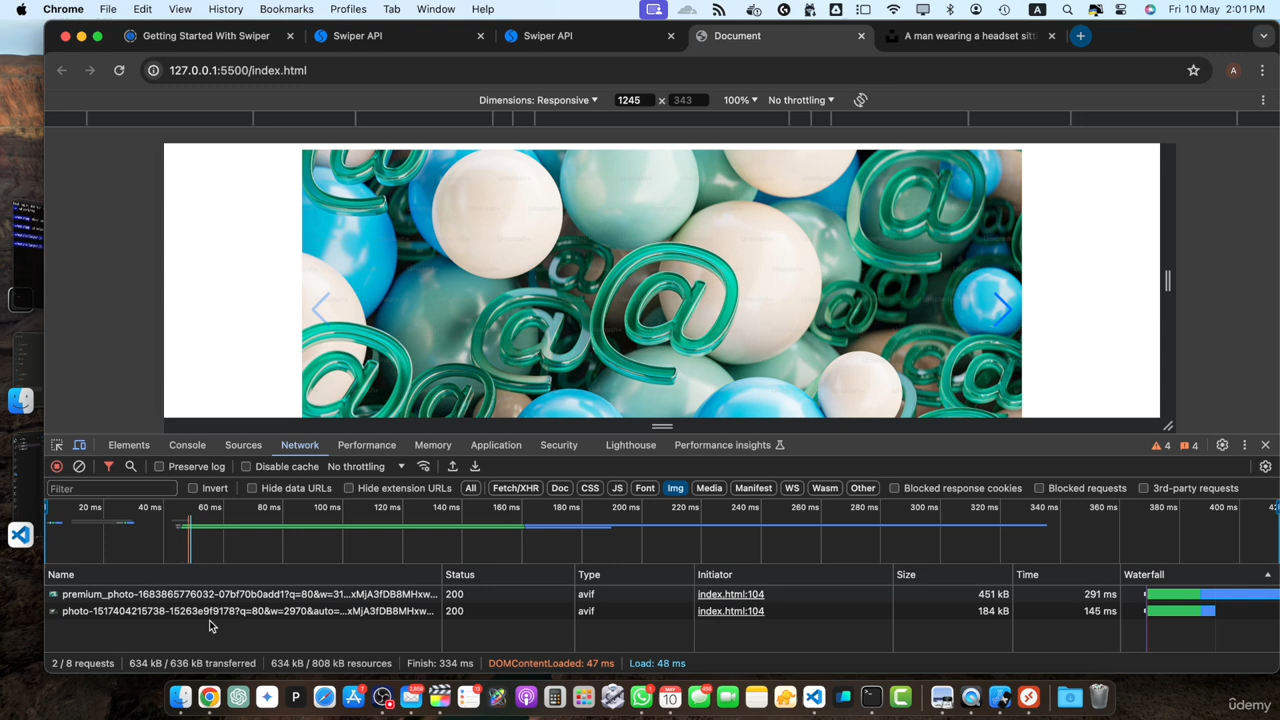 Chrome File Edit View History Bookmarks Profiles Tab Window Help A Fri 10 May 2:01 PM
Getting Started With Swiper Swiper API Swiper API Document A man wearing a headset sitti
127.0.0.1:5500/index.html A
Dimensions: Responsive 1245 x 343 100% No throttling
Elements Console Sources Network Performance Memory Application Security Lighthouse Performance insights 4 4
Preserve log Disable cache No throttling
Filter Invert Hide data URLs Hide extension URLs All Fetch/XHR Doc CSS JS Font Img Media Manifest WS Wasm Other Blocked response cookies Blocked requests 3rd-party requests
20 ms 40 ms 60 ms 80 ms 100 ms 120 ms 140 ms 160 ms 180 ms 200 ms 220 ms 240 ms 260 ms 280 ms 300 ms 320 ms 340 ms 360 ms 380 ms 400 ms
Name Status Type Initiator Size Time Waterfall
premium_photo-1683865776032-07bf70b0add1?q=80&w=31...xMjA3fDB8MHxw... 200 avif index.html:104 451 kB 291 ms
photo-1517404215738-15263e9f9178?q=80&w=2970&auto=...xMjA3fDB8MHxw... 200 avif index.html:104 184 kB 145 ms
2 / 8 requests 634 kB / 636 kB transferred 634 kB / 808 kB resources Finish: 334 ms DOMContentLoaded: 47 ms Load: 48 ms
ûdemy